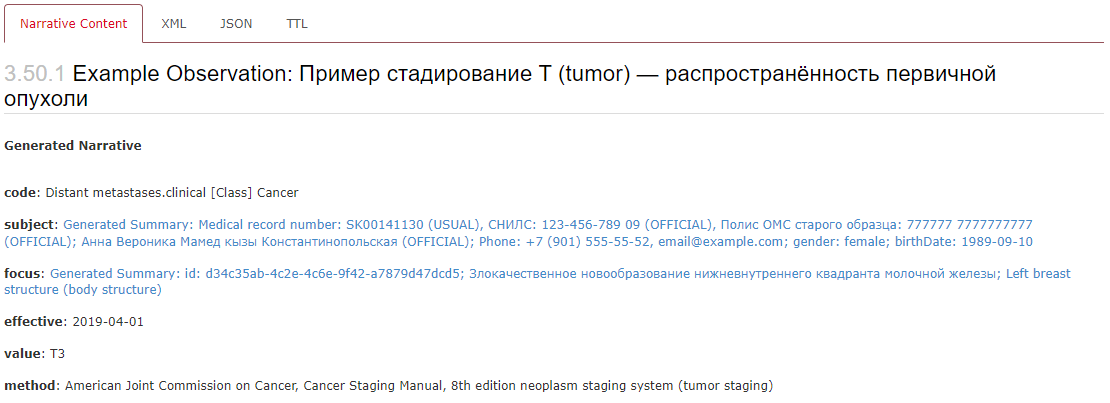 Narrative Content XML JSON TTL
3.50.1 Example Observation: Пример стадирование T (tumor) — распространённость первичной
опухоли
Generated Narrative
code: Distant metastases.clinical [Class] Cancer
subject: Generated Summary: Medical record number: SK00141130 (USUAL), СНИЛС: 123-456-789 09 (OFFICIAL), Полис ОМС старого образца: 777777 7777777777
(OFFICIAL); Анна Вероника Мамед кызы Константинопольская (OFFICIAL); Phone: +7 (901) 555-55-52, email@example.com; gender: female; birthDate: 1989-09-10
focus: Generated Summary: id: d34c35ab-4c2e-4c6e-9f42-a7879d47dcd5; Злокачественное новообразование нижневнутреннего квадранта молочной железы; Left breast
structure (body structure)
effective: 2019-04-01
value: T3
method: American Joint Commission on Cancer, Cancer Staging Manual, 8th edition neoplasm staging system (tumor staging)